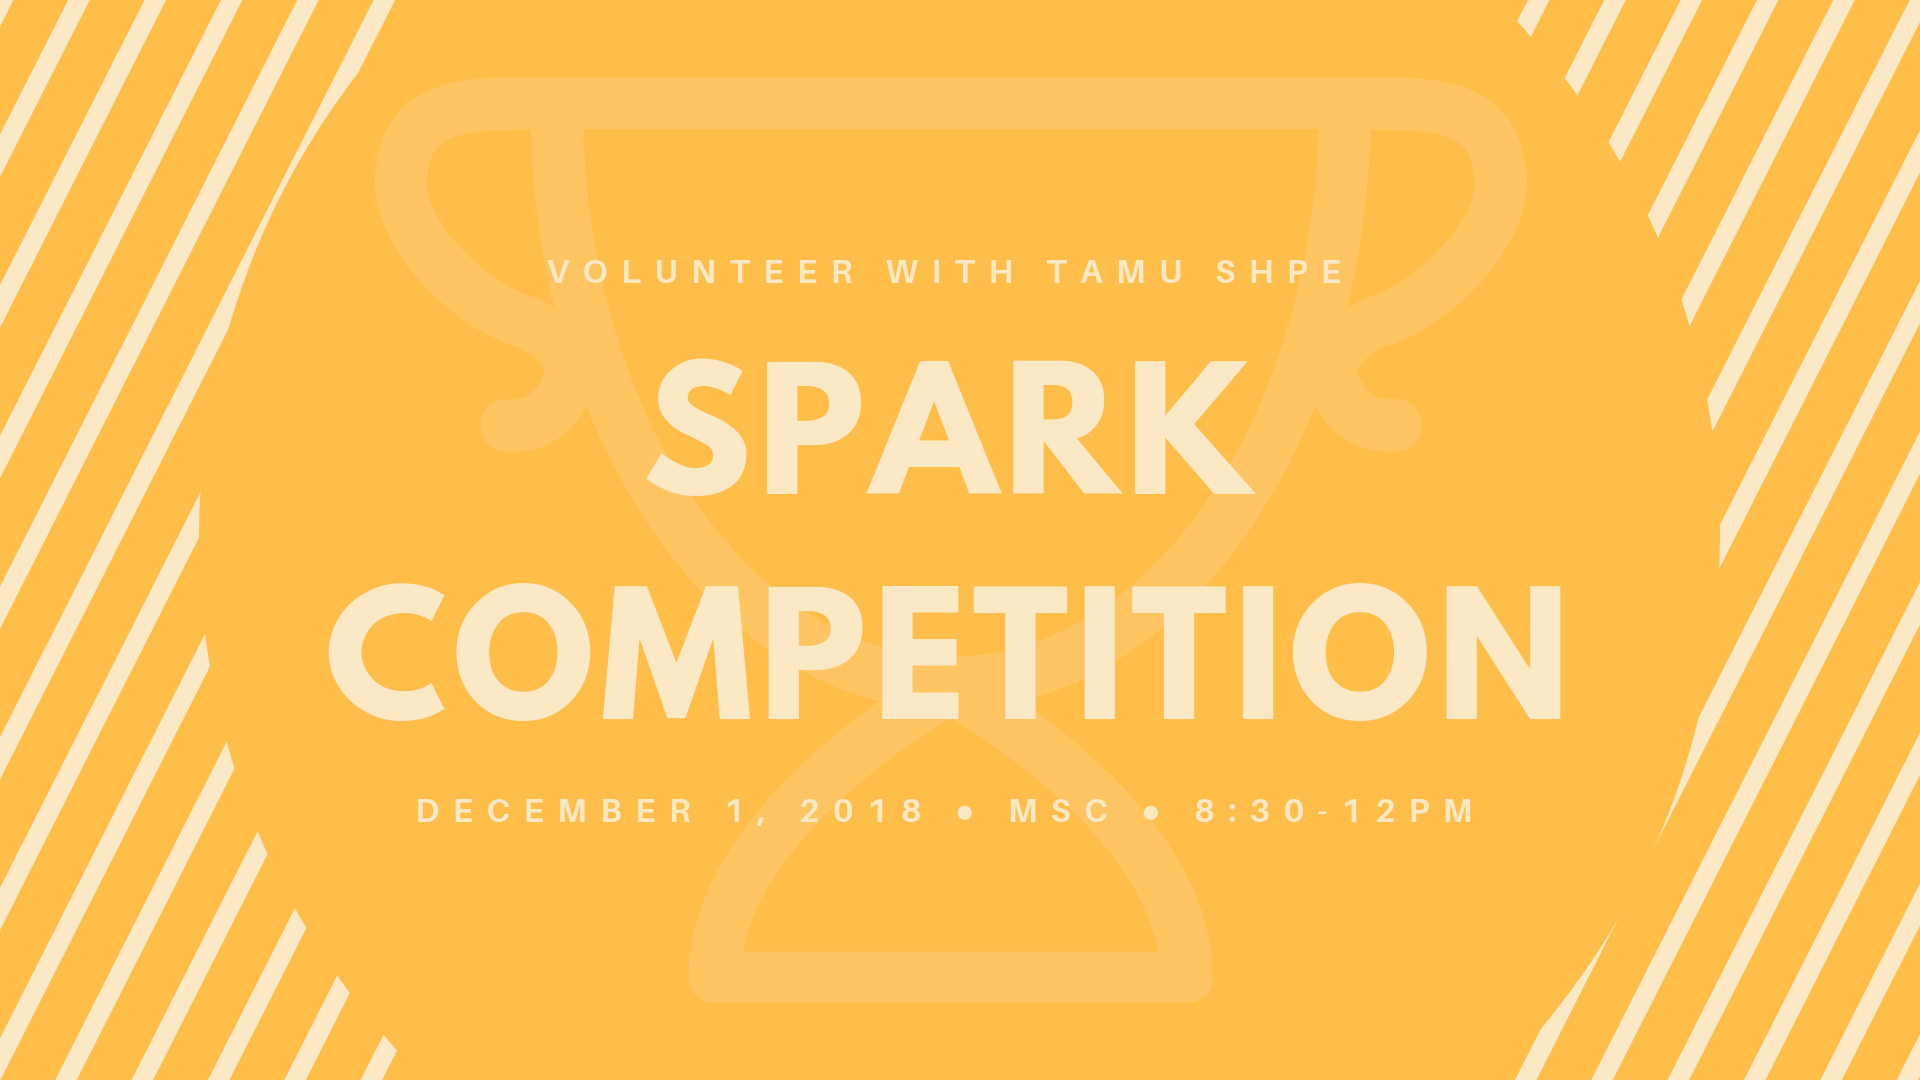 VOLUNTEER WITH TAMU SHPE
SPARK
COMPETITION
DECEMBER 1, 2018 • MSC • 8:30-12PM